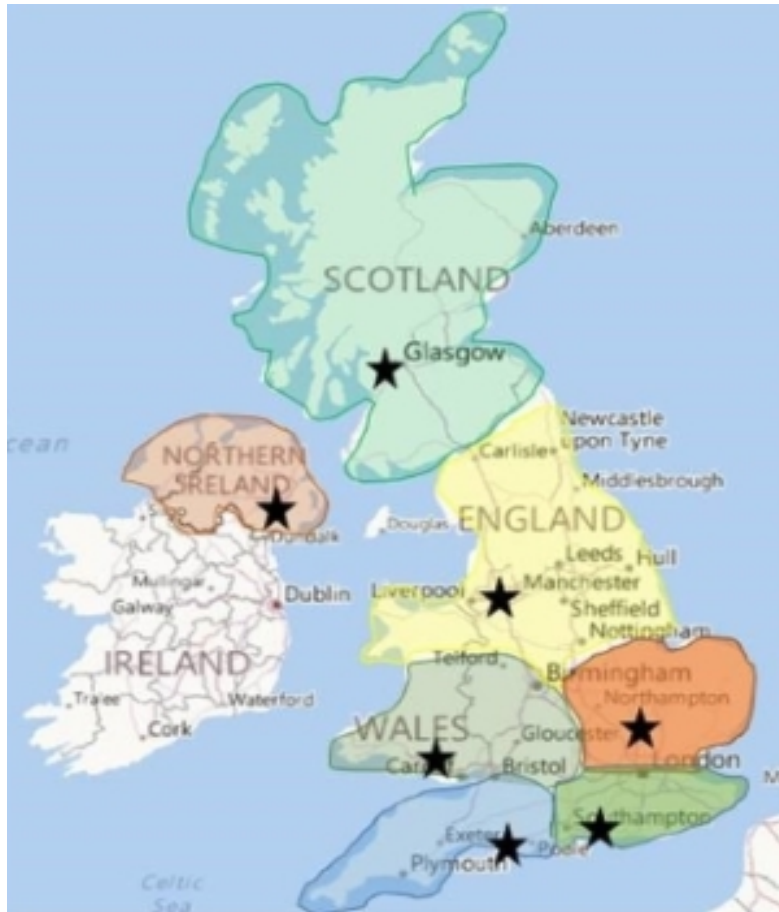 Aberdeen
SCOTLAND
Glasgow
cean
Newcastle
upon Tyne
Carlisle
NORTHERN
IRELAND
Middlesbrough
ENGLAND
Douglas
Dundalk
Leeds
Hull
Mullingar
Dublin
Liverpool
Manchester
Galway
Sheffield
Nottingham
IRELAND
Telford
Birmingham
Tralee
Waterford
Northampton
Cork
WALES
Gloucester
London
Bristol
M
Southampton
Exeter
Poole
Plymouth
Celtic
Sea